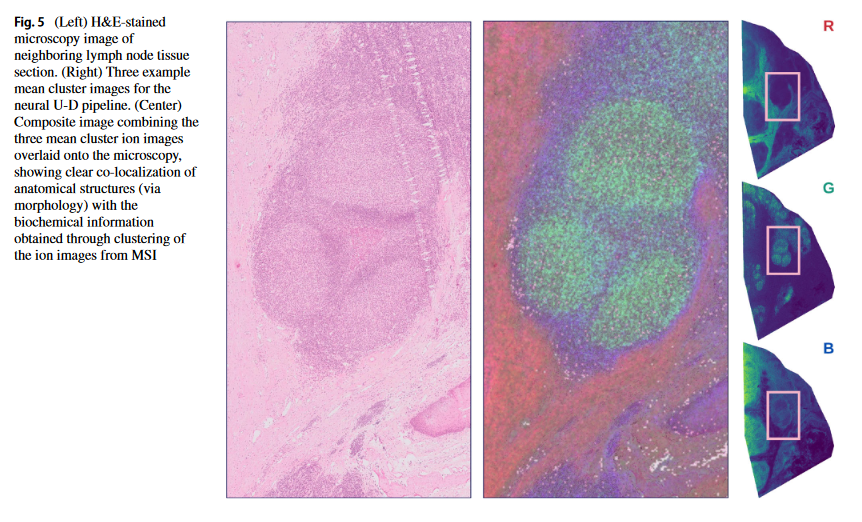 Fig. 5 (Left) H&E-stained
microscopy image of
neighboring lymph node tissue
section. (Right) Three example
mean cluster images for the
neural U-D pipeline. (Center)
Composite image combining the
three mean cluster ion images
overlaid onto the microscopy,
showing clear co-localization of
anatomical structures (via
morphology) with the
biochemical information
obtained through clustering of
the ion images from MSI
R
G
B